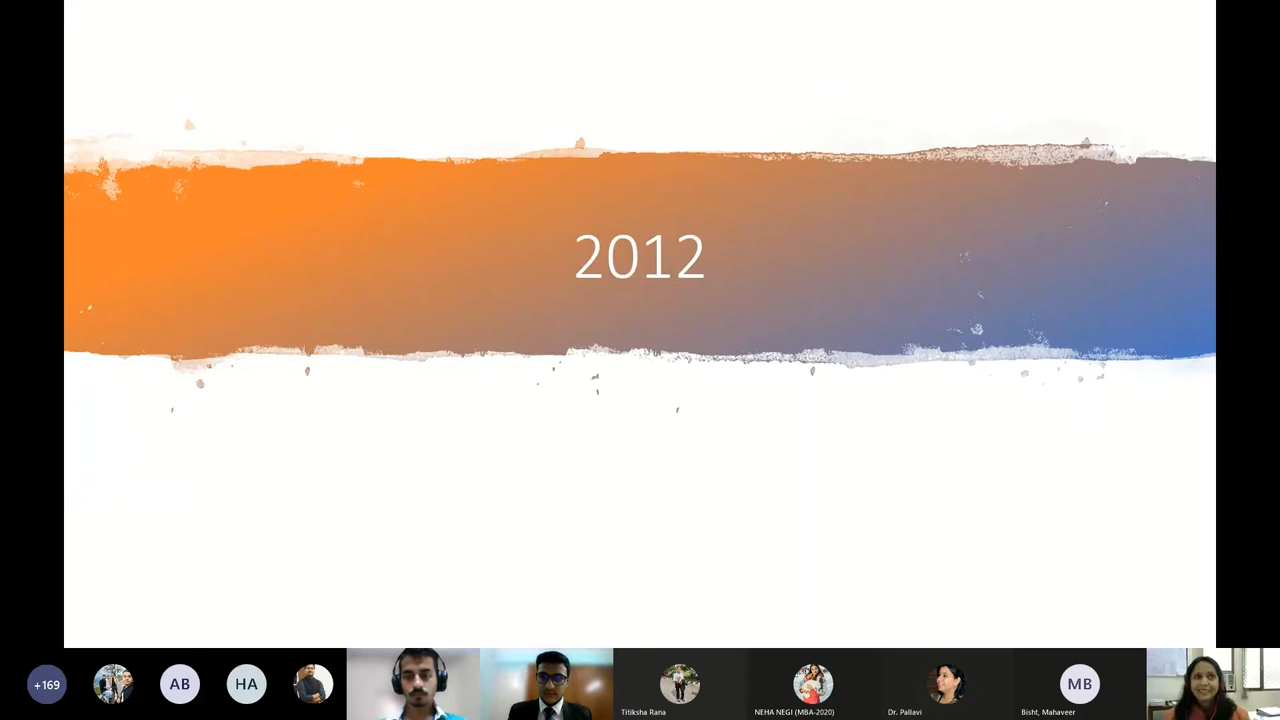 2012
+169
AB
HA
Titiksha Rana
NEHA NEGI (MBA-2020)
Dr. Pallavi
MB
Bisht, Mahaveer